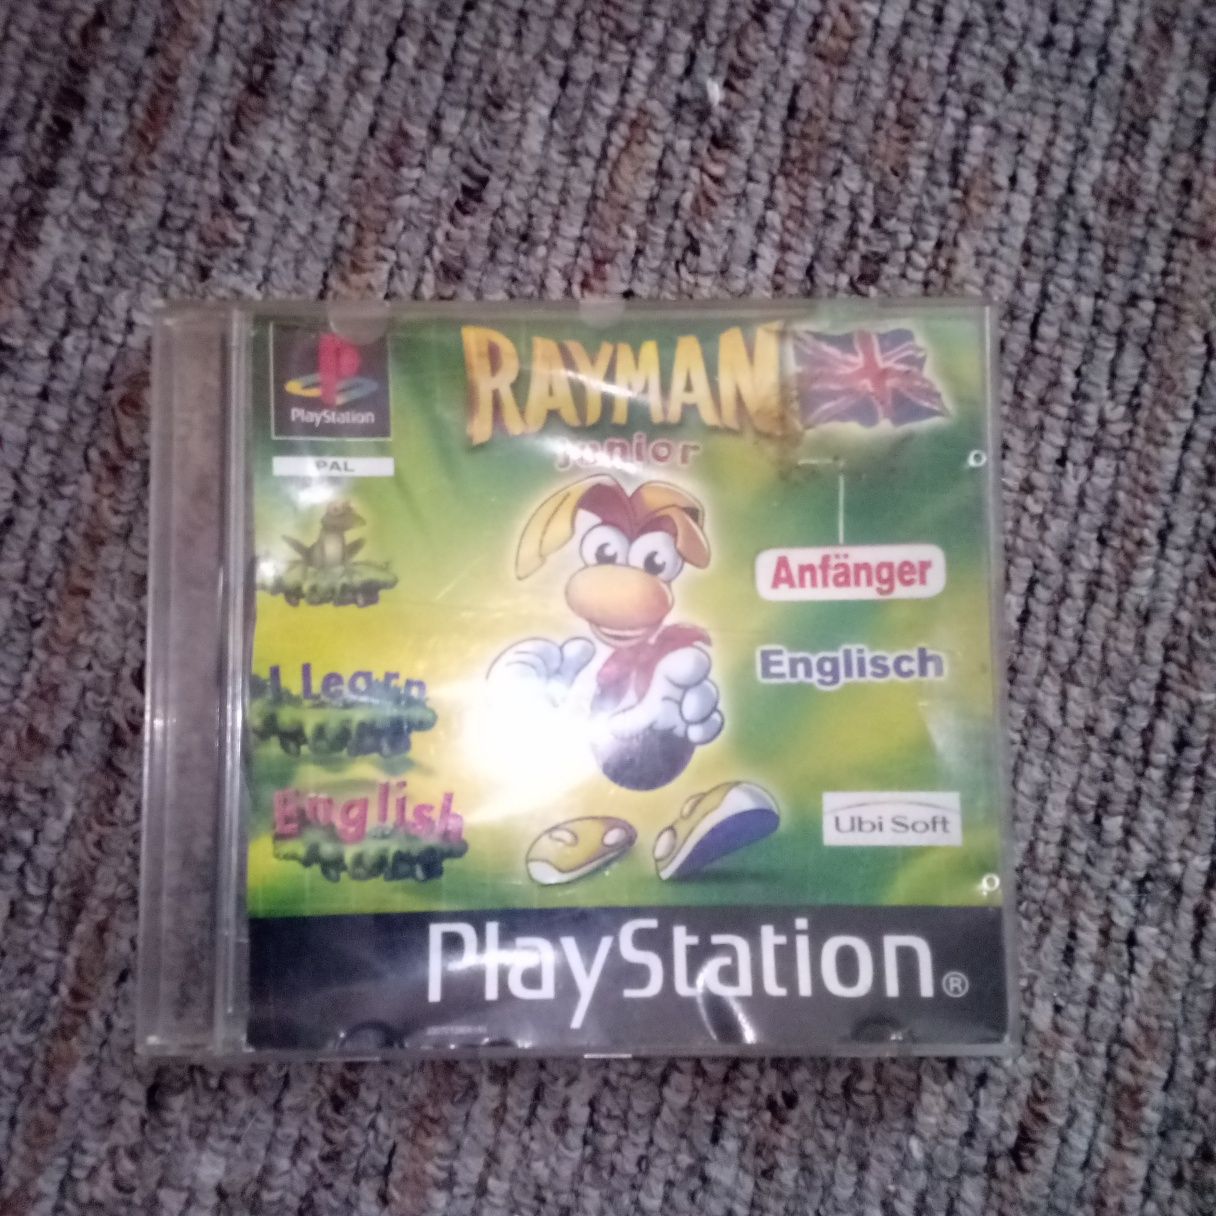 PlayStation
PAL
RAYMAN
junior
Anfänger
Englisch
I Learn
English
Ubi Soft
PlayStation®